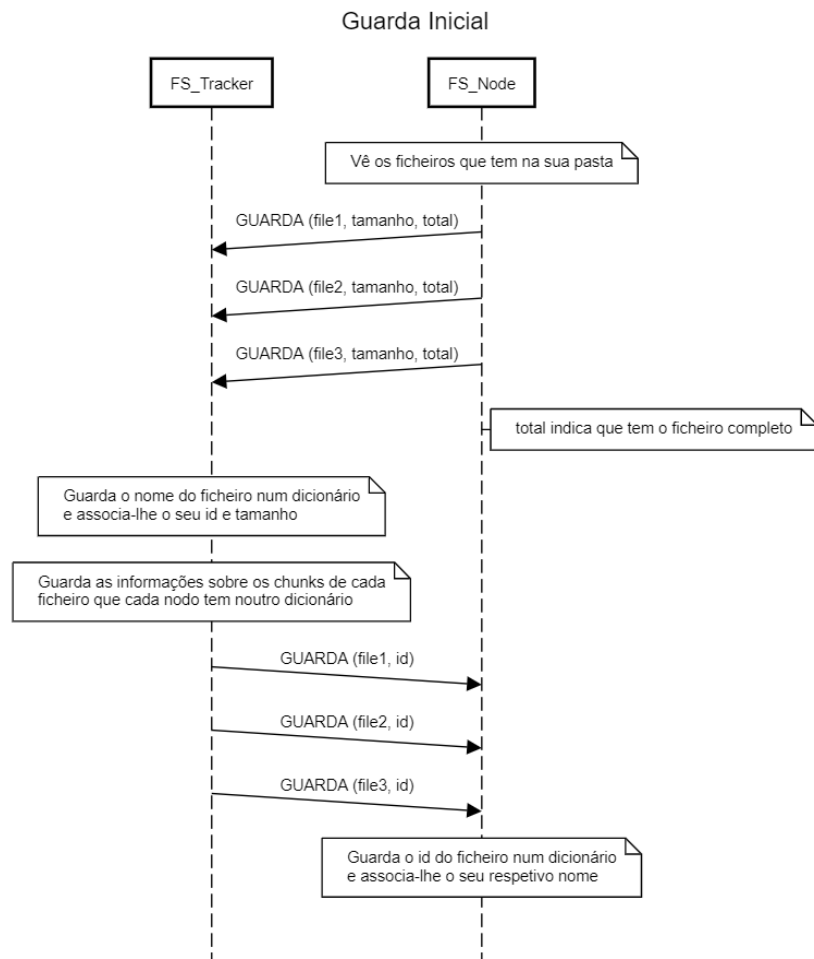 Guarda Inicial
FS_Tracker
FS_Node
Vê os ficheiros que tem na sua pasta
GUARDA (file1, tamanho, total)
GUARDA (file2, tamanho, total)
GUARDA (file3, tamanho, total)
total indica que tem o ficheiro completo
Guarda o nome do ficheiro num dicionário
e associa-lhe o seu id e tamanho
Guarda as informações sobre os chunks de cada
ficheiro que cada nodo tem noutro dicionário
GUARDA (file1, id)
GUARDA (file2, id)
GUARDA (file3, id)
Guarda o id do ficheiro num dicionário
e associa-lhe o seu respetivo nome